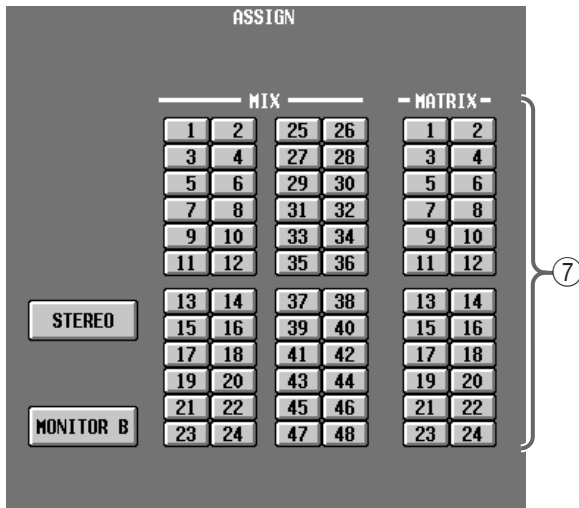 ASSIGN
MIX MATRIX
1 2 25 26 1 2
3 4 27 28 3 4
5 6 29 30 5 6
7 8 31 32 7 8
9 10 33 34 9 10
11 12 35 36 11 12
⑦
13 14 37 38 13 14
STEREO 15 16 39 40 15 16
17 18 41 42 17 18
19 20 43 44 19 20
21 22 45 46 21 22
MONITOR B 23 24 47 48 23 24